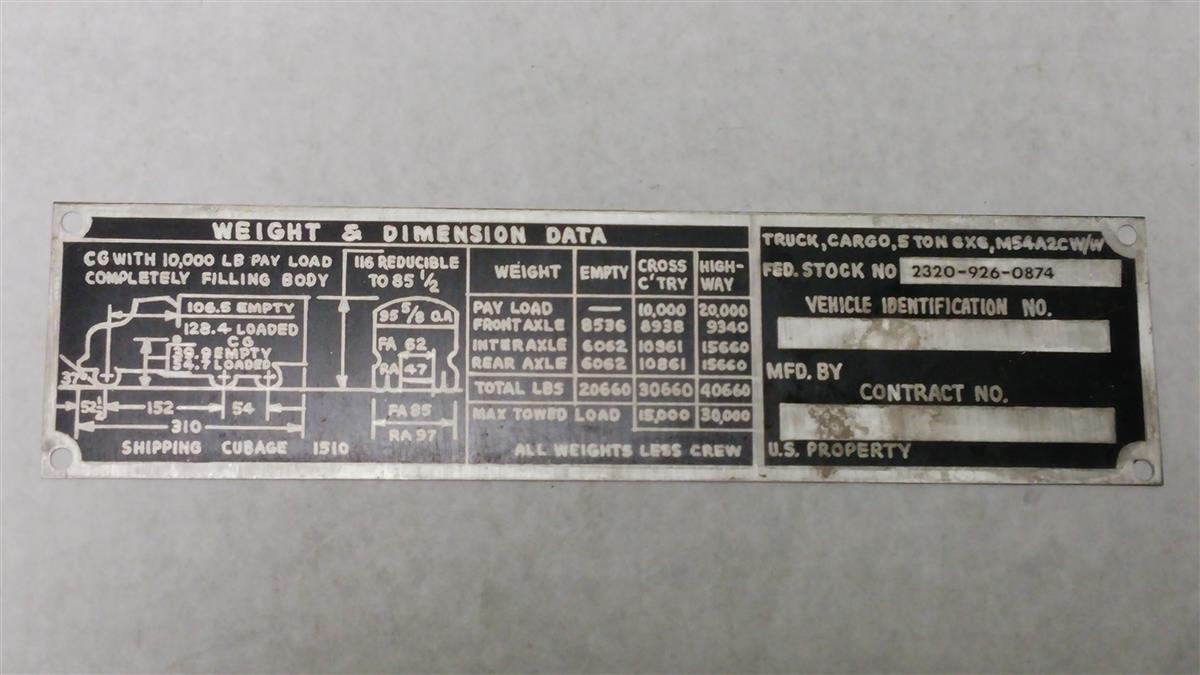 WEIGHT & DIMENSION DATA
CG WITH 10,000 LB PAY LOAD
COMPLETELY FILLING BODY
116 REDUCIBLE
TO 85 1/2
106.5 EMPTY
128.4 LOADED
CG
39.9 EMPTY
54.7 LOADED
37°
52 1/2
152
54
310
SHIPPING CUBAGE 1510
95 5/8 O.A
FA 62
RA 47
FA 85
RA 97
WEIGHT EMPTY CROSS C'TRY HIGH-WAY
PAY LOAD — 10,000 20,000
FRONT AXLE 8536 8938 9340
INTER AXLE 6062 10861 15660
REAR AXLE 6062 10861 15660
TOTAL LBS 20660 30660 40660
MAX TOWED LOAD 15,000 30,000
ALL WEIGHTS LESS CREW
TRUCK, CARGO, 5 TON 6X6, M54A2C W/W
FED. STOCK NO 2320-926-0874
VEHICLE IDENTIFICATION NO.
MFD. BY
CONTRACT NO.
U.S. PROPERTY